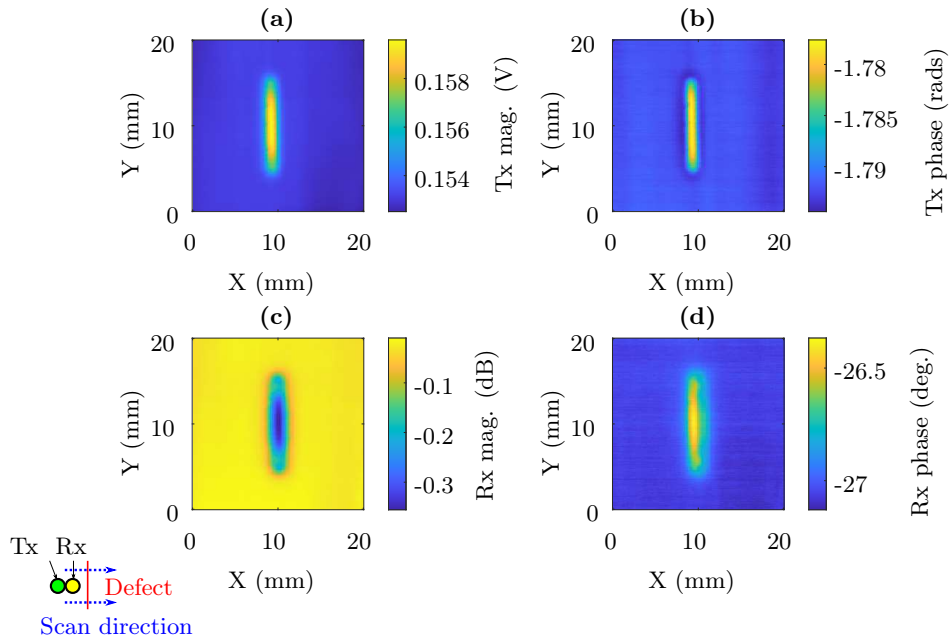 (a)
20
10
0
Y (mm)
0 10 20
X (mm)
0.158
0.156
0.154
Tx mag. (V)
(b)
20
10
0
Y (mm)
0 10 20
X (mm)
-1.78
-1.785
-1.79
Tx phase (rads)
(c)
20
10
0
Y (mm)
0 10 20
X (mm)
-0.1
-0.2
-0.3
Rx mag. (dB)
(d)
20
10
0
Y (mm)
0 10 20
X (mm)
-26.5
-27
Rx phase (deg.)
Tx Rx
Defect
Scan direction